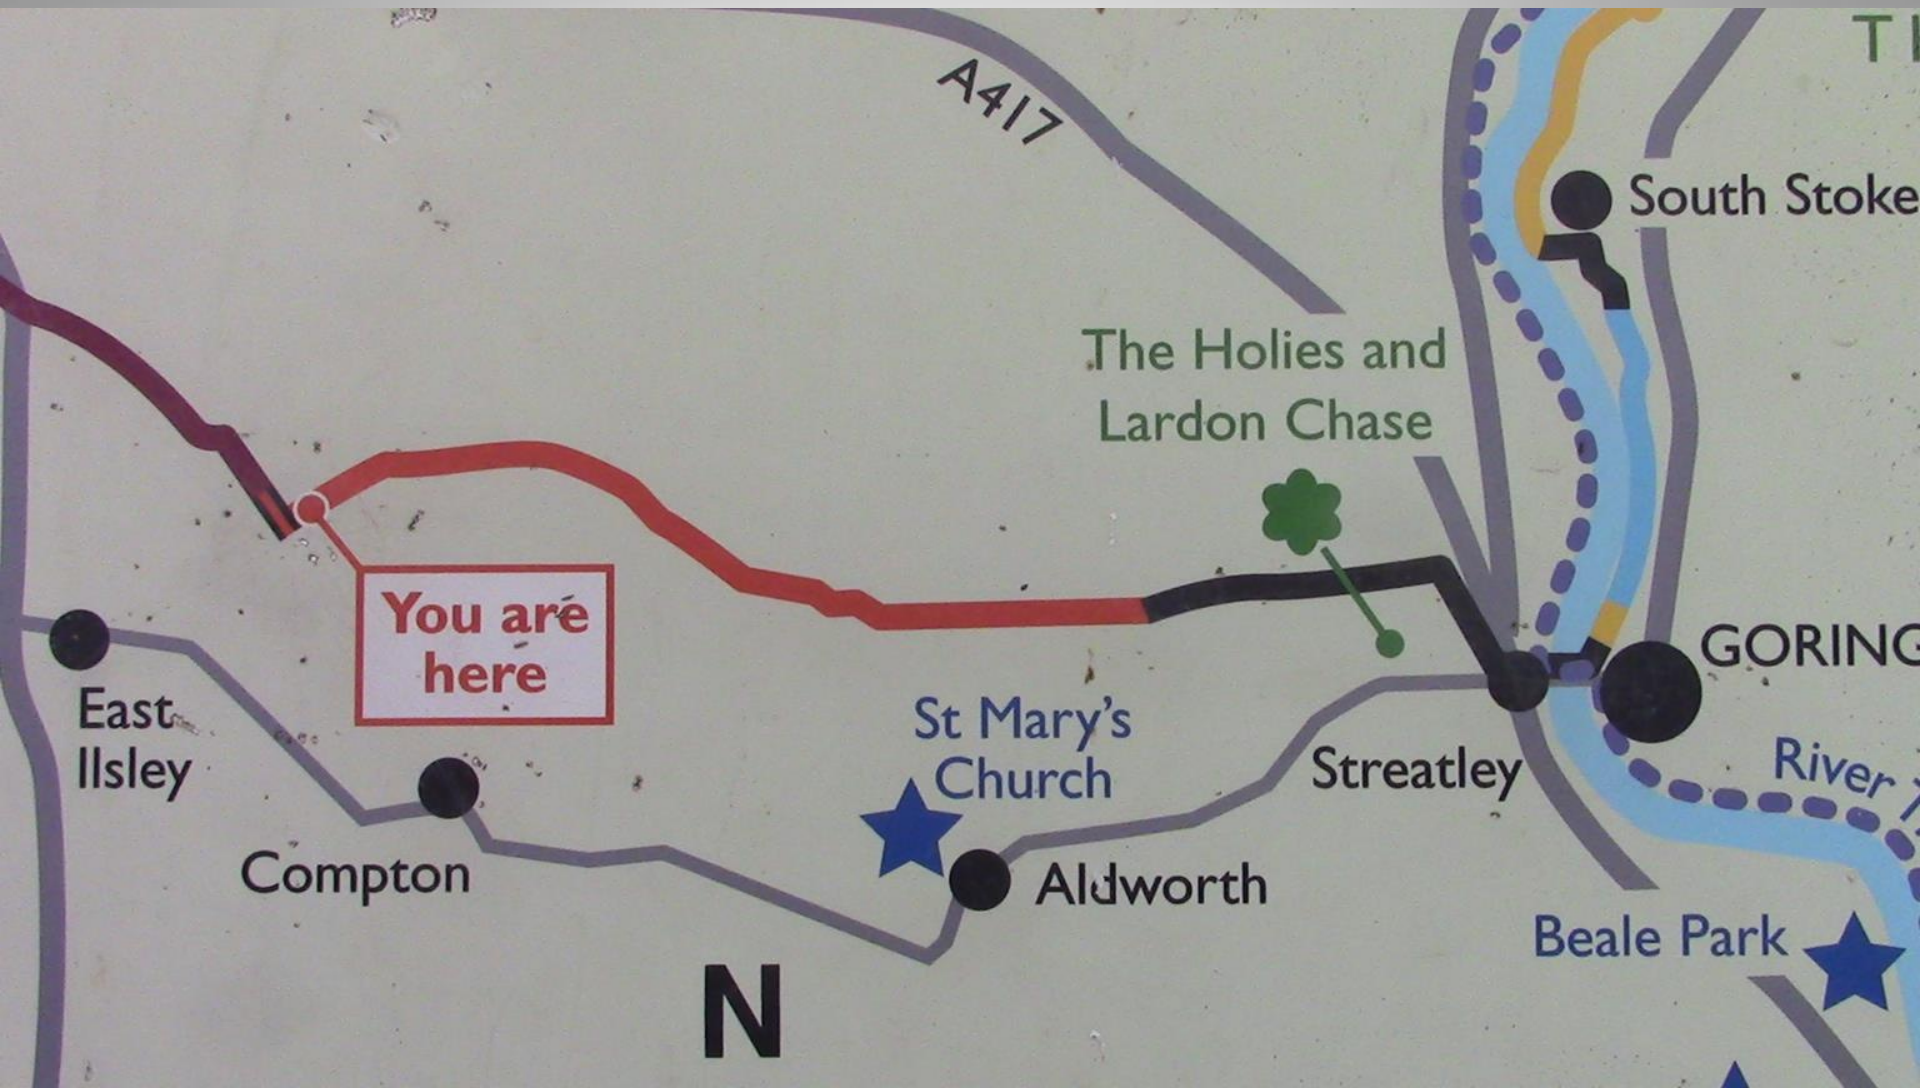 A417
South Stoke
The Holies and
Lardon Chase
You are
here
GORING
East
Ilsley
St Mary's
Church
Streatley
River
Compton
Aldworth
Beale Park
N